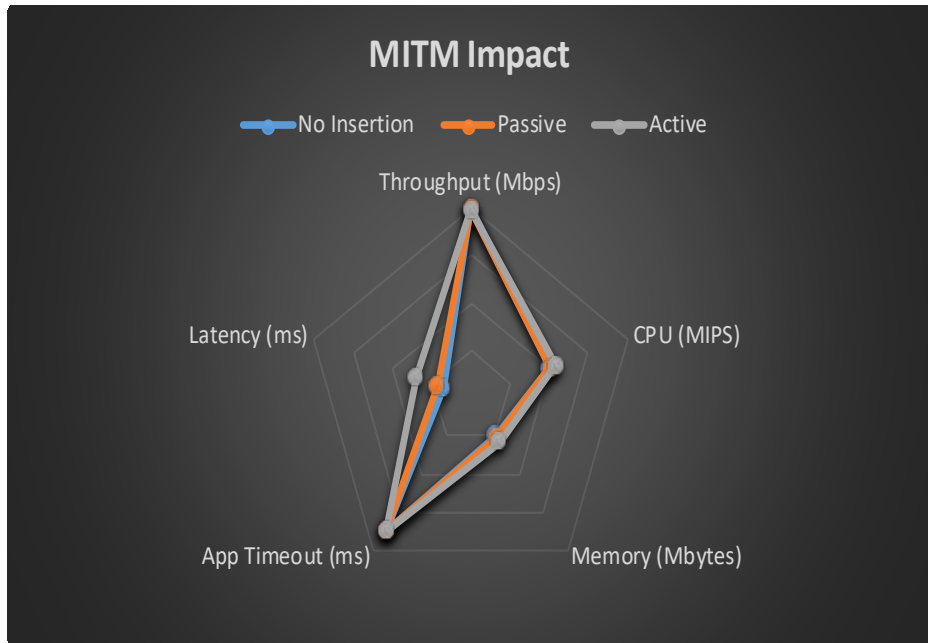 MITM Impact
No Insertion Passive Active
Throughput (Mbps)
Latency (ms) CPU (MIPS)
App Timeout (ms) Memory (Mbytes)